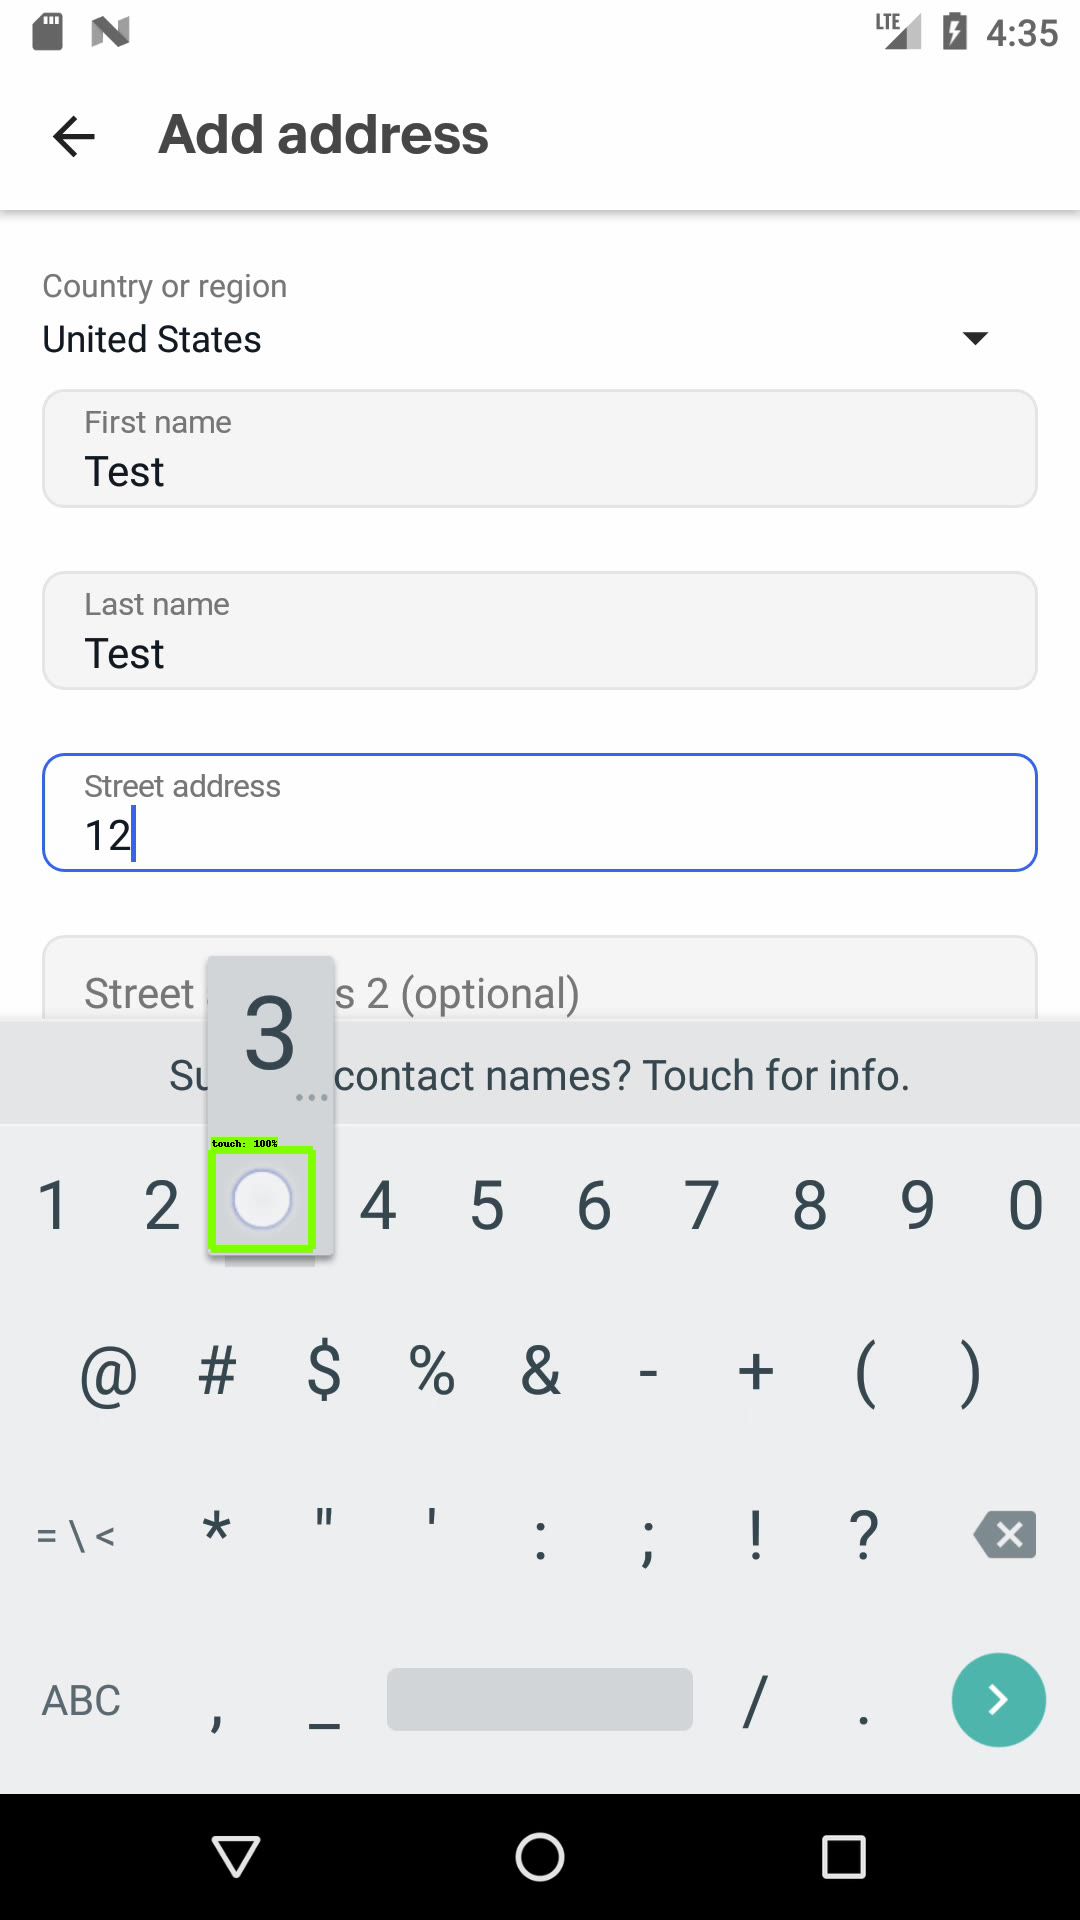 LTE 4:35
Add address
Country or region
United States
First name
Test
Last name
Test
Street address
12
Street s 2 (optional)
3
Su contact names? Touch for info.
...
touch: 100%
1 2 4 5 6 7 8 9 0
@ # $ % & - + ( )
= \ < * " ' : ; ! ?
ABC , _ / .